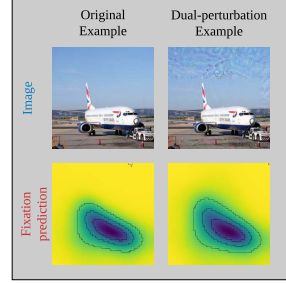 Original
Example
Dual-perturbation
Example
Image
Fixation
prediction